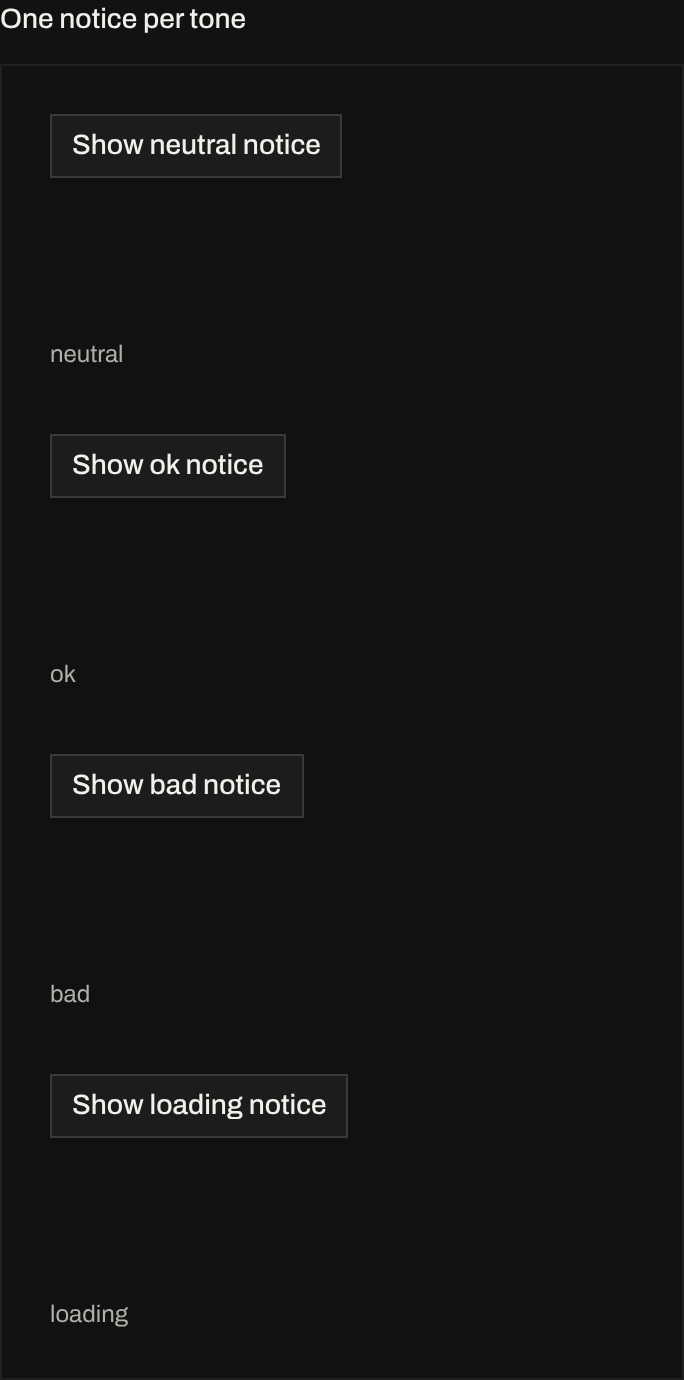 One notice per tone
Show neutral notice
neutral
Show ok notice
ok
Show bad notice
bad
Show loading notice
loading